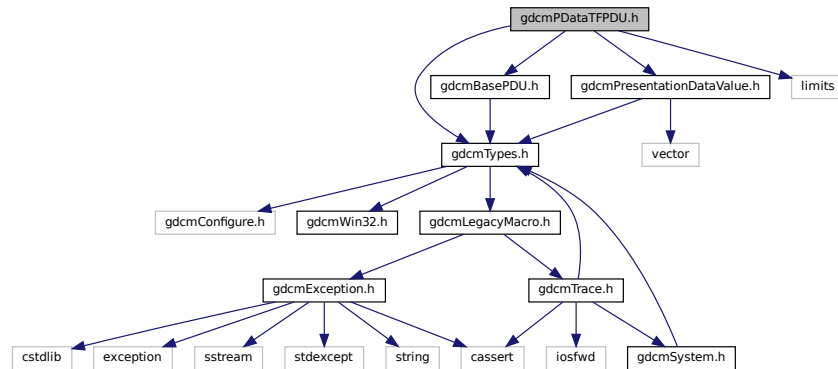 gdcmPDataTFPDU.h
gdcmBasePDU.h
gdcmPresentationDataValue.h
limits
gdcmTypes.h
vector
gdcmConfigure.h
gdcmWin32.h
gdcmLegacyMacro.h
gdcmException.h
gdcmTrace.h
cstdlib
exception
sstream
stdexcept
string
cassert
iosfwd
gdcmSystem.h